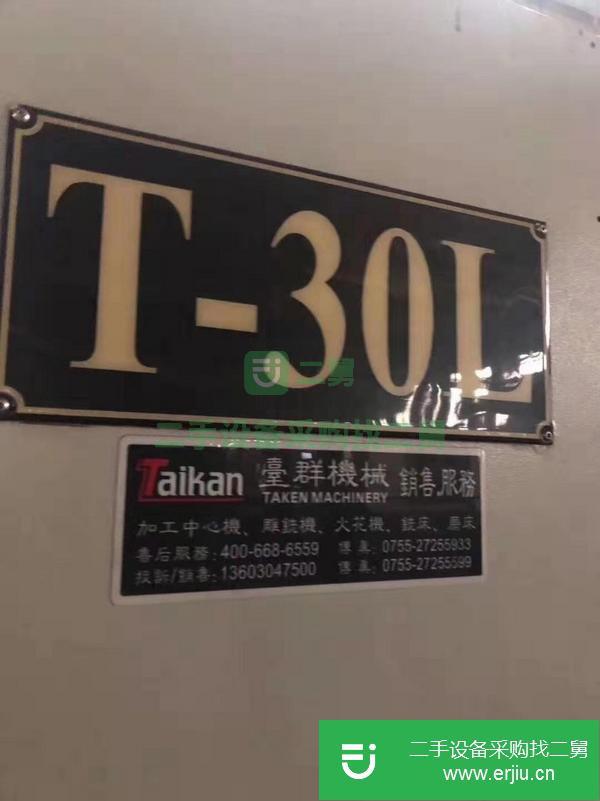 T-30L
二舅
二手设备采购找二舅
Taikan 臺群機械 銷售服務
TAKEN MACHINERY
加工中心機、雕銑機、火花機、銑床、磨床
售后服務：400-668-6559 傳真：0755-27255933
投訴/銷售：13603047500 傳真：0755-27255599
二手设备采购找二舅
www.erjiu.cn